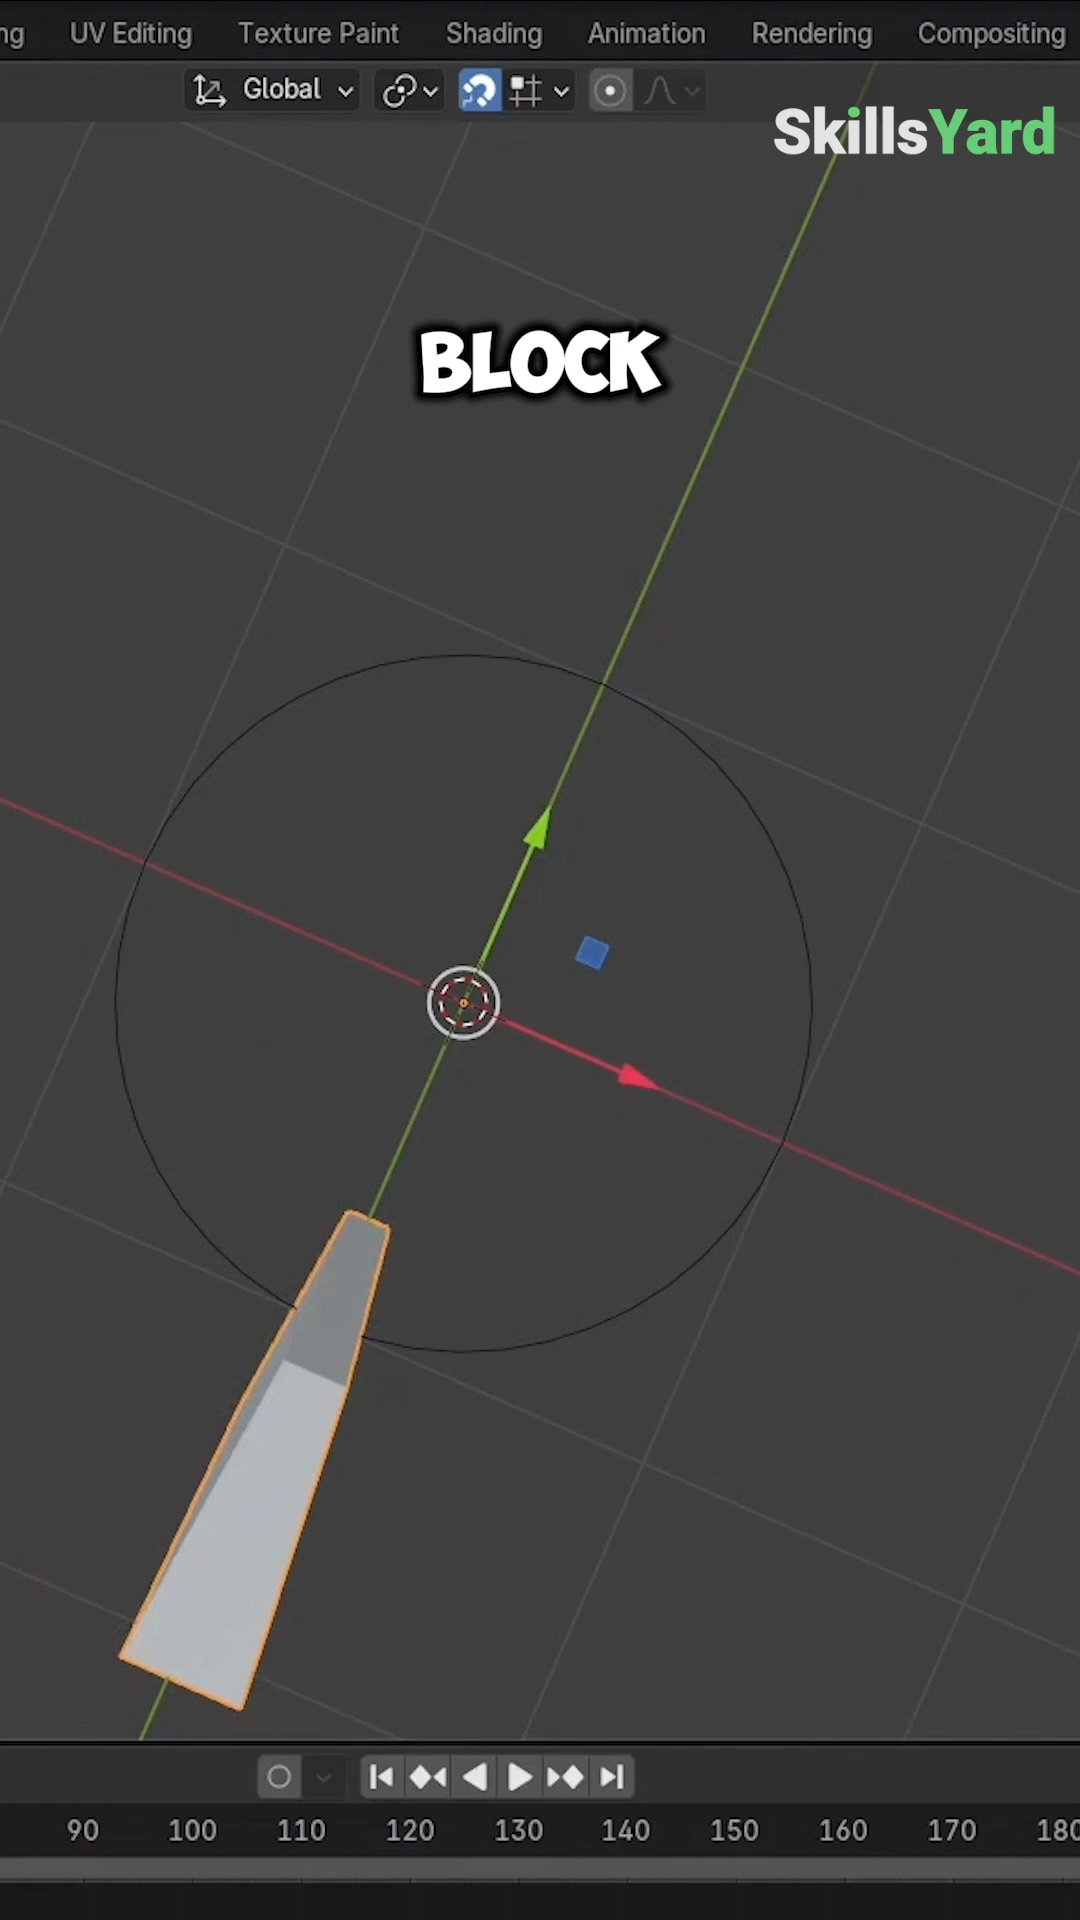 ng UV Editing Texture Paint Shading Animation Rendering Compositing
Global
SkillsYard
BLOCK
90 100 110 120 130 140 150 160 170 180